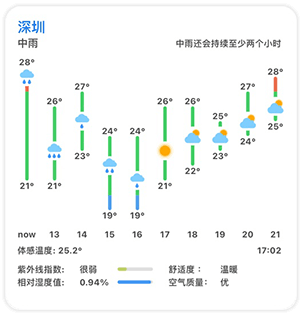 深圳
中雨 中雨还会持续至少两个小时
28° 26° 27° 24° 24° 26° 26° 25° 27° 28°
21° 21° 23° 19° 19° 21° 22° 23° 24° 25°
now 13 14 15 16 17 18 19 20 21
体感温度: 25.2° 17:02
紫外线指数: 很弱 舒适度： 温暖
相对湿度值: 0.94% 空气质量： 优